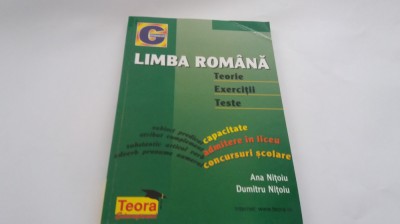 G
LIMBA ROMÂNĂ
Teorie
Exerciții
Teste
capacitate
admitere în liceu
concursuri școlare
Ana Nițoiu
Dumitru Nițoiu
Teora